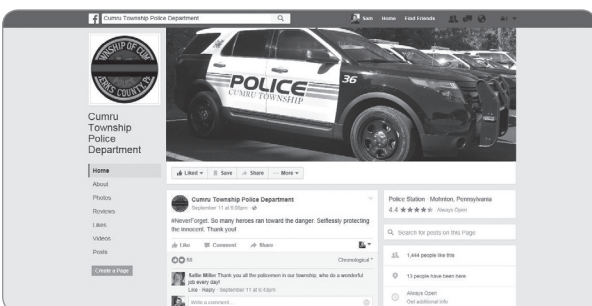 Cumru Township Police Department
Sam Home Find Friends
TOWNSHIP OF CUMRU
BERKS COUNTY, PA
POLICE
CUMRU TOWNSHIP
36
Cumru
Township
Police
Department
Liked Save Share More
Home
About
Photos
Reviews
Likes
Videos
Posts
Create a Page
Cumru Township Police Department
September 11 at 6:06pm
#NeverForget. So many heroes ran toward the danger. Selflessly protecting
the innocent. Thank you!
Like Comment Share
Chronological
Sallie Miller Thank you all the policemen in our township, who do a wonderful
job every day!
Like · Reply · September 11 at 6:43pm
Write a comment...
Police Station · Mohnton, Pennsylvania
4.4 ★★★★★ Always Open
Search for posts on this Page
1,444 people like this
13 people have been here
Always Open
Get additional info